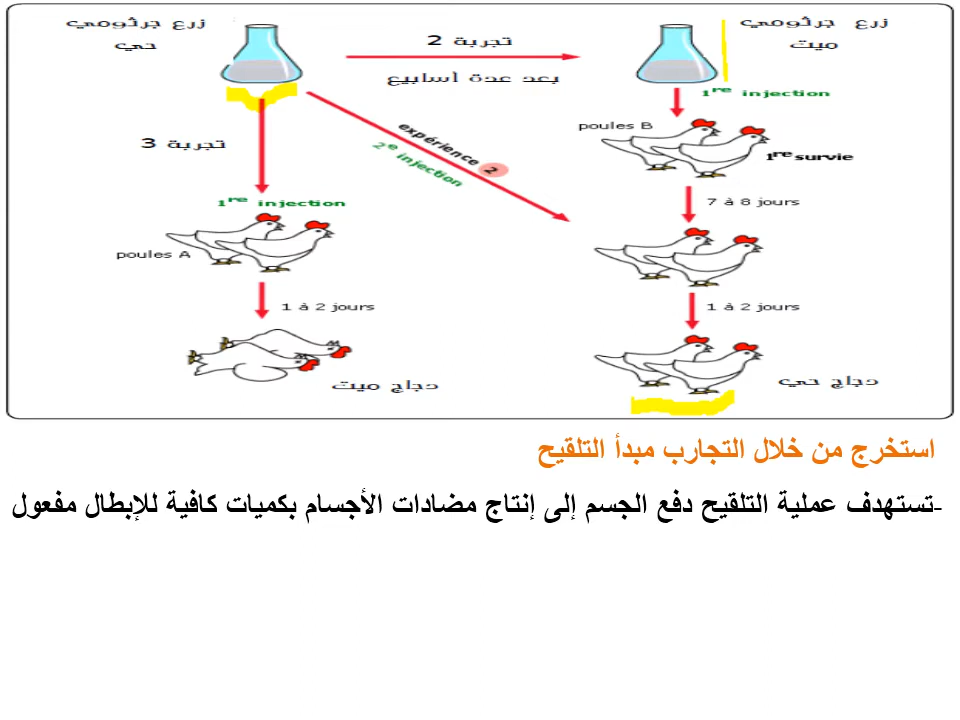 زرع جرثومي
حي
تجربة 2
بعد عدة أسابيع
زرع جرثومي
ميت
1re injection
poules B
1re survie
expérience 2
2e injection
تجربة 3
7 à 8 jours
1re injection
poules A
1 à 2 jours
1 à 2 jours
دجاج ميت
دجاج حي
استخرج من خلال التجارب مبدأ التلقيح
-تستهدف عملية التلقيح دفع الجسم إلى إنتاج مضادات الأجسام بكميات كافية للإبطال مفعول